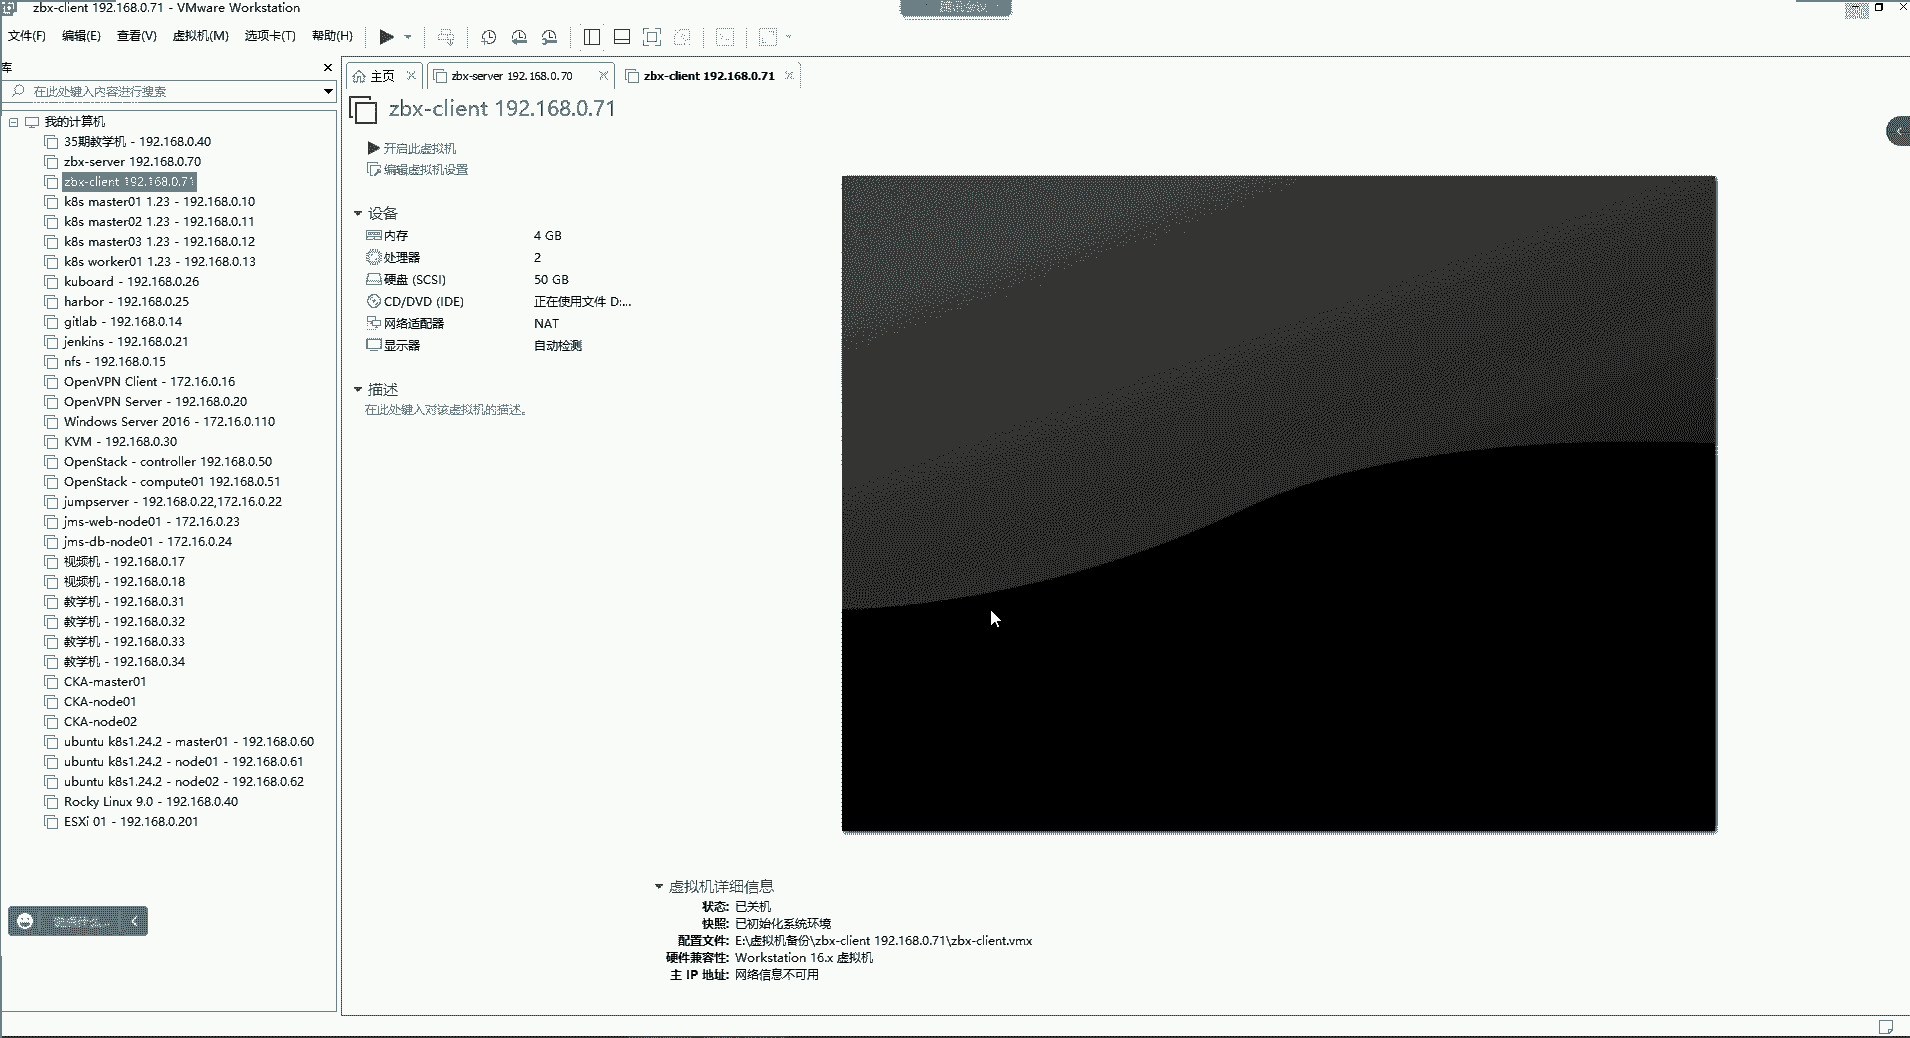 zbx-client 192.168.0.71 - VMware Workstation
文件(F) 编辑(E) 查看(V) 虚拟机(M) 选项卡(T) 帮助(H)
库
在此处键入内容进行搜索
我的计算机
35期教学机 - 192.168.0.40
zbx-server 192.168.0.70
zbx-client 192.168.0.71
k8s master01 1.23 - 192.168.0.10
k8s master02 1.23 - 192.168.0.11
k8s master03 1.23 - 192.168.0.12
k8s worker01 1.23 - 192.168.0.13
kuboard - 192.168.0.26
harbor - 192.168.0.25
gitlab - 192.168.0.14
jenkins - 192.168.0.21
nfs - 192.168.0.15
OpenVPN Client - 172.16.0.16
OpenVPN Server - 192.168.0.20
Windows Server 2016 - 172.16.0.110
KVM - 192.168.0.30
OpenStack - controller 192.168.0.50
OpenStack - compute01 192.168.0.51
jumpserver - 192.168.0.22,172.16.0.22
jms-web-node01 - 172.16.0.23
jms-db-node01 - 172.16.0.24
视频机 - 192.168.0.17
视频机 - 192.168.0.18
教学机 - 192.168.0.31
教学机 - 192.168.0.32
教学机 - 192.168.0.33
教学机 - 192.168.0.34
CKA-master01
CKA-node01
CKA-node02
ubuntu k8s1.24.2 - master01 - 192.168.0.60
ubuntu k8s1.24.2 - node01 - 192.168.0.61
ubuntu k8s1.24.2 - node02 - 192.168.0.62
Rocky Linux 9.0 - 192.168.0.40
ESXi 01 - 192.168.0.201
主页 zbx-server 192.168.0.70 zbx-client 192.168.0.71
zbx-client 192.168.0.71
开启此虚拟机
编辑虚拟机设置
设备
内存 4 GB
处理器 2
硬盘 (SCSI) 50 GB
CD/DVD (IDE) 正在使用文件 D:...
网络适配器 NAT
显示器 自动检测
描述
在此处键入对该虚拟机的描述。
虚拟机详细信息
状态: 已关机
快照: 已初始化系统环境
配置文件: E:\虚拟机备份\zbx-client 192.168.0.71\zbx-client.vmx
硬件兼容性: Workstation 16.x 虚拟机
主 IP 地址: 网络信息不可用